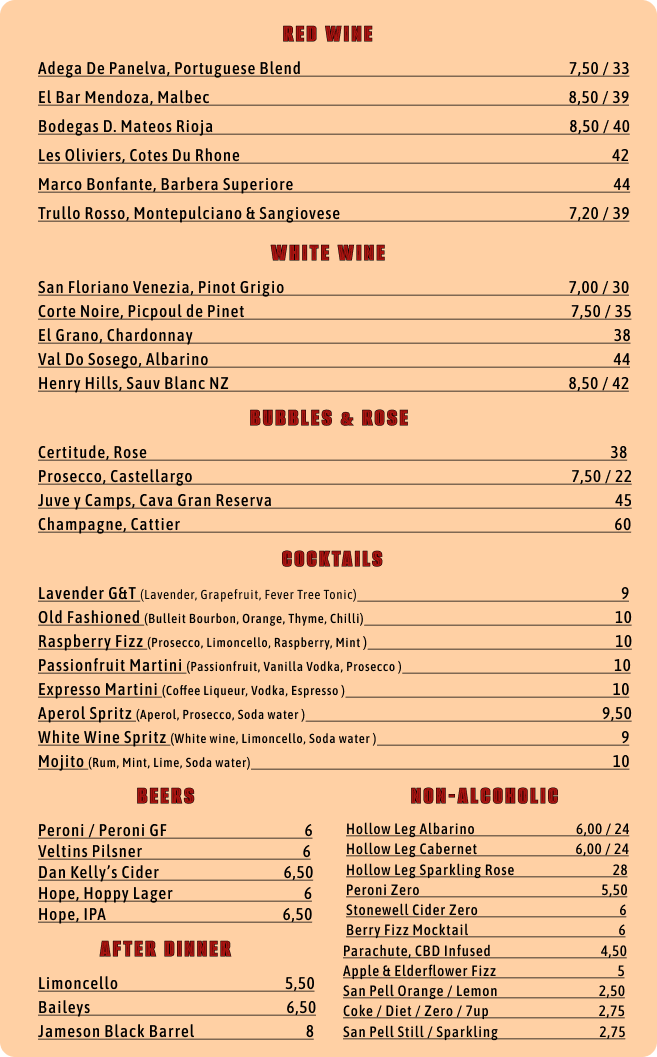 RED WINE
Adega De Panelva, Portuguese Blend 7,50 / 33
El Bar Mendoza, Malbec 8,50 / 39
Bodegas D. Mateos Rioja 8,50 / 40
Les Oliviers, Cotes Du Rhone 42
Marco Bonfante, Barbera Superiore 44
Trullo Rosso, Montepulciano & Sangiovese 7,20 / 39
WHITE WINE
San Floriano Venezia, Pinot Grigio 7,00 / 30
Corte Noire, Picpoul de Pinet 7,50 / 35
El Grano, Chardonnay 38
Val Do Sosego, Albarino 44
Henry Hills, Sauv Blanc NZ 8,50 / 42
BUBBLES & ROSE
Certitude, Rose 38
Prosecco, Castellargo 7,50 / 22
Juve y Camps, Cava Gran Reserva 45
Champagne, Cattier 60
COCKTAILS
Lavender G&T (Lavender, Grapefruit, Fever Tree Tonic) 9
Old Fashioned (Bulleit Bourbon, Orange, Thyme, Chilli) 10
Raspberry Fizz (Prosecco, Limoncello, Raspberry, Mint ) 10
Passionfruit Martini (Passionfruit, Vanilla Vodka, Prosecco ) 10
Expresso Martini (Coffee Liqueur, Vodka, Espresso ) 10
Aperol Spritz (Aperol, Prosecco, Soda water ) 9,50
White Wine Spritz (White wine, Limoncello, Soda water ) 9
Mojito (Rum, Mint, Lime, Soda water) 10
BEERS
Peroni / Peroni GF 6
Veltins Pilsner 6
Dan Kelly's Cider 6,50
Hope, Hoppy Lager 6
Hope, IPA 6,50
AFTER DINNER
Limoncello 5,50
Baileys 6,50
Jameson Black Barrel 8
NON-ALCOHOLIC
Hollow Leg Albarino 6,00 / 24
Hollow Leg Cabernet 6,00 / 24
Hollow Leg Sparkling Rose 28
Peroni Zero 5,50
Stonewell Cider Zero 6
Berry Fizz Mocktail 6
Parachute, CBD Infused 4,50
Apple & Elderflower Fizz 5
San Pell Orange / Lemon 2,50
Coke / Diet / Zero / 7up 2,75
San Pell Still / Sparkling 2,75